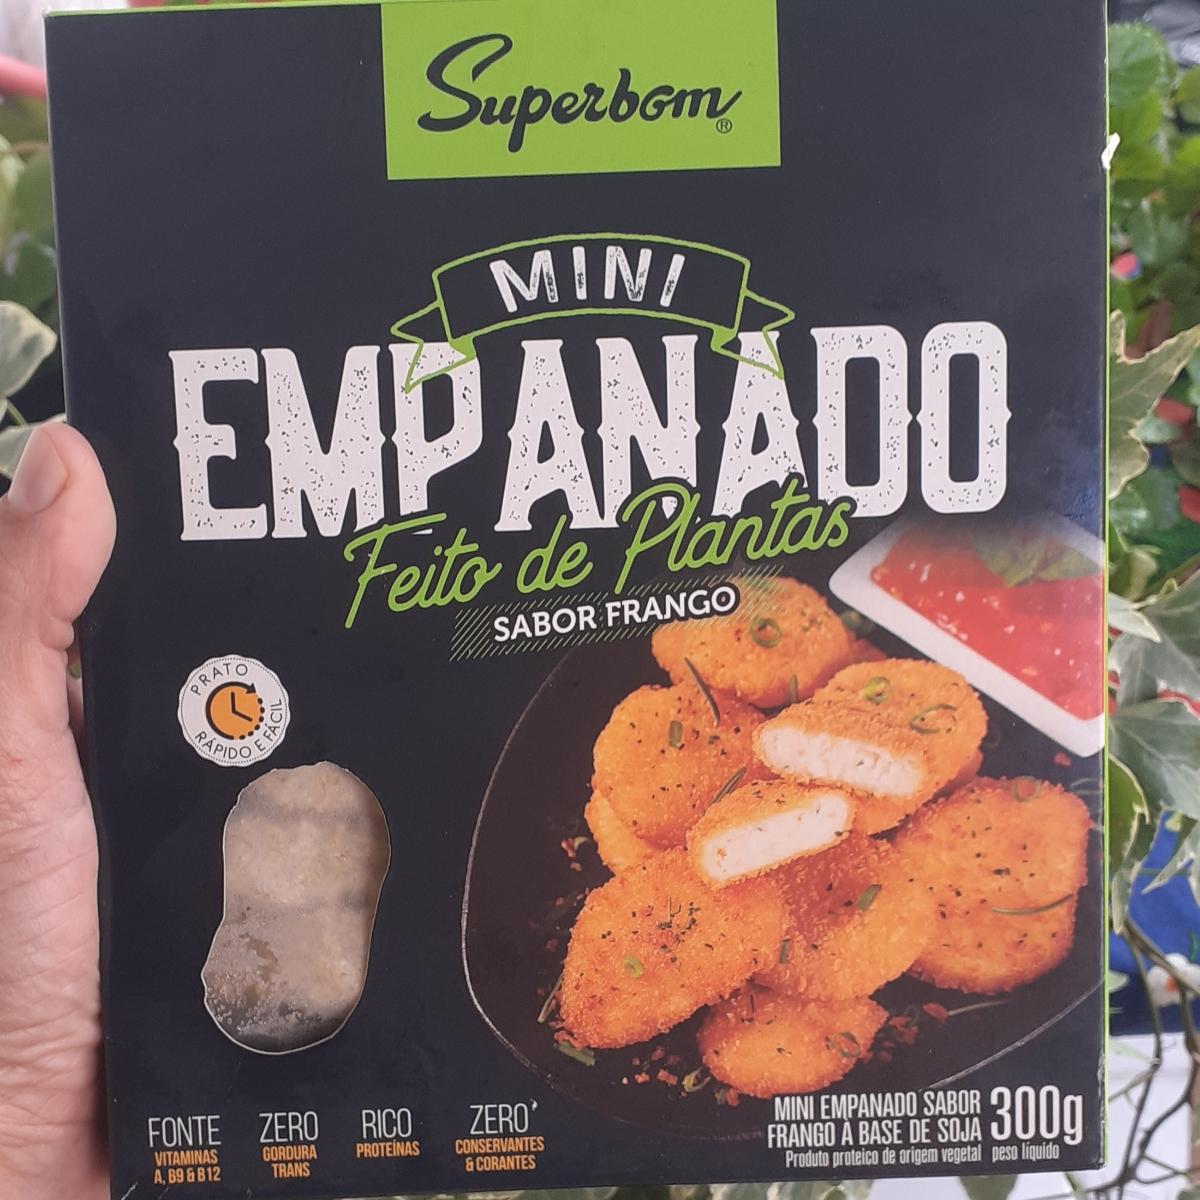 Superbom®
MINI
EMPANADO
Feito de Plantas
SABOR FRANGO
PRATO
RÁPIDO E FÁCIL
FONTE
VITAMINAS
A, B9 & B12
ZERO
GORDURA
TRANS
RICO
PROTEÍNAS
ZERO*
CONSERVANTES
& CORANTES
MINI EMPANADO SABOR
FRANGO À BASE DE SOJA
Produto proteico de origem vegetal
300g
peso líquido